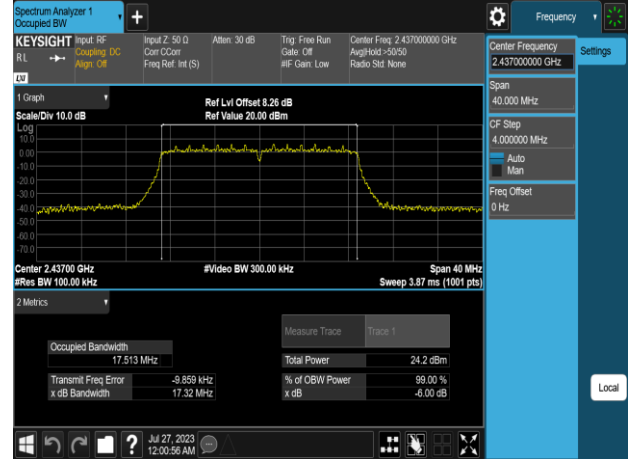 Spectrum Analyzer 1
Occupied BW
+
Frequency
KEYSIGHT
RL
LXI
Input: RF
Coupling: DC
Align: Off
Input Z: 50 Ω
Corr CCorr
Freq Ref: Int (S)
Atten: 30 dB
Trig: Free Run
Gate: Off
#IF Gain: Low
Center Freq: 2.437000000 GHz
Avg|Hold:>50/50
Radio Std: None
Center Frequency
2.437000000 GHz
Settings
Span
40.000 MHz
CF Step
4.000000 MHz
Auto
Man
Freq Offset
0 Hz
Local
1 Graph
Scale/Div 10.0 dB
Ref Lvl Offset 8.26 dB
Ref Value 20.00 dBm
Log
10.0
0.00
-10.0
-20.0
-30.0
-40.0
-50.0
-60.0
-70.0
Center 2.43700 GHz
#Res BW 100.00 kHz
#Video BW 300.00 kHz
Span 40 MHz
Sweep 3.87 ms (1001 pts)
2 Metrics
Measure Trace Trace 1
Occupied Bandwidth
17.513 MHz
Total Power 24.2 dBm
Transmit Freq Error -9.859 kHz
% of OBW Power 99.00 %
x dB Bandwidth 17.32 MHz
x dB -6.00 dB
?
Jul 27, 2023
12:00:56 AM